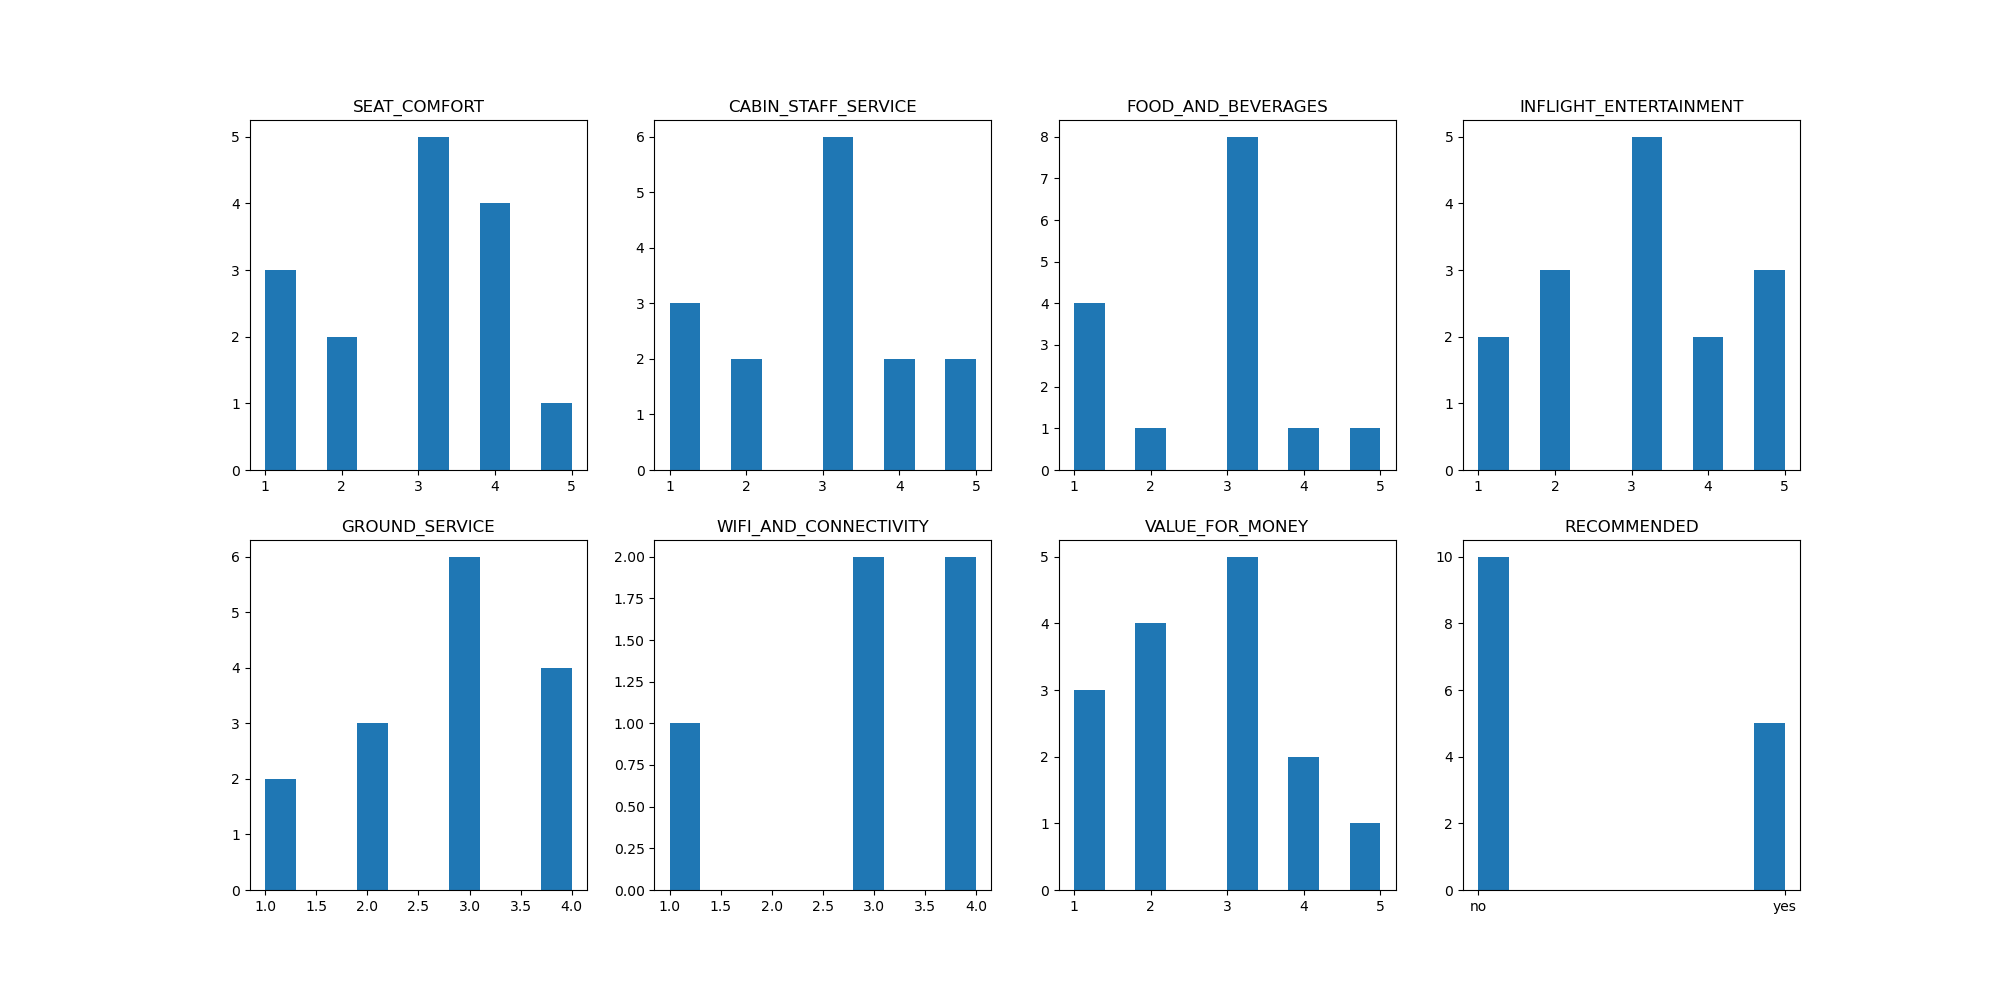 SEAT_COMFORT CABIN_STAFF_SERVICE FOOD_AND_BEVERAGES INFLIGHT_ENTERTAINMENT
5 6 8 5
7
5
4 6 4
4 5
3 3
3 4
2 3 2
2
2
1 1 1
1
0 0 0 0
1 2 3 4 5 1 2 3 4 5 1 2 3 4 5 1 2 3 4 5
GROUND_SERVICE WIFI_AND_CONNECTIVITY VALUE_FOR_MONEY RECOMMENDED
6 2.00 5 10
1.75
5
1.50 4 8
4
1.25
3 6
3 1.00
2 0.75 2 4
0.50
1 1 2
0.25
0 0.00 0 0
1.0 1.5 2.0 2.5 3.0 3.5 4.0 1.0 1.5 2.0 2.5 3.0 3.5 4.0 1 2 3 4 5 no yes